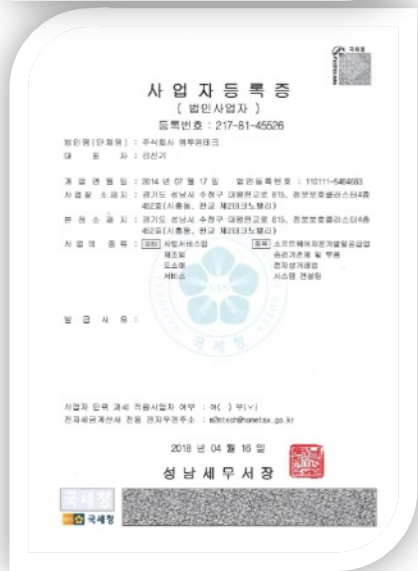 국세청
사 업 자 등 록 증
( 법인사업자 )
등록번호 : 217-81-45526
법인명(단체명) : 주식회사 엠투엔테크
대 표 자 :
개 업 연 월 일 : 2014 년 07 월 17 일 법인등록번호 : 110111-5464683
사업장 소재지 : 경기도 성남시 수정구 대왕판교로 815, 정보보호클러스터4층
452호(시흥동, 판교 제2테크노밸리)
본 점 소 재 지 : 경기도 성남시 수정구 대왕판교로 815, 정보보호클러스터4층
452호(시흥동, 판교 제2테크노밸리)
사 업 의 종 류 : 업태 사업서비스업 종목 소프트웨어자문개발및공급업
제조업 승강기관제 및 부품
도소매 전자상거래업
서비스 시스템 컨설팅
발 급 사 유 :
국세청
사업자 단위 과세 적용사업자 여부 : 여( ) 부(∨)
전자세금계산서 전용 전자우편주소 : m2ntech@hometax.go.kr
2018 년 04 월 16 일
성 남 세 무 서 장
국세청
국세청